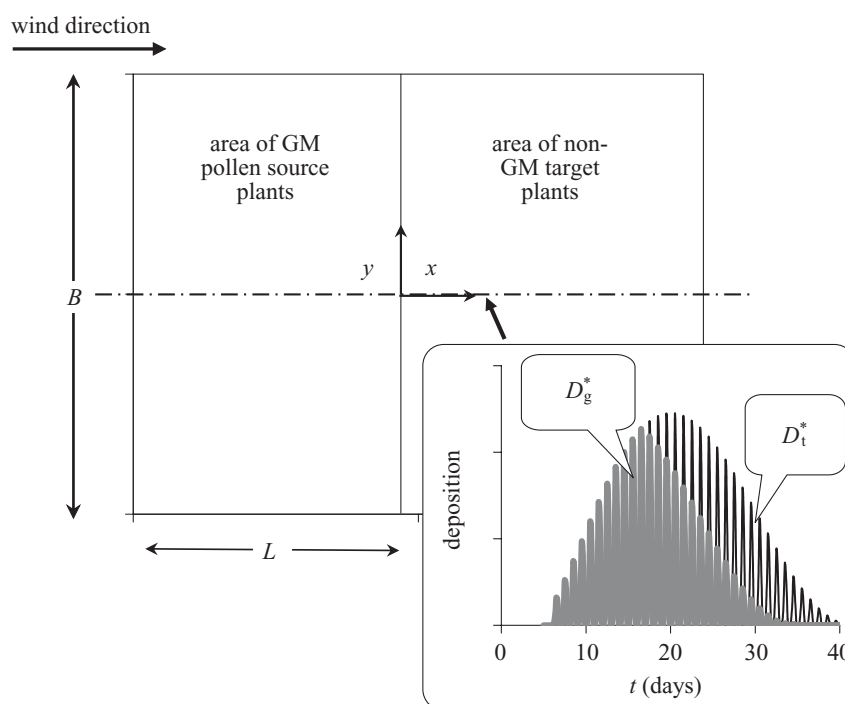 wind direction
area of GM
pollen source
plants
area of non-
GM target
plants
y
x
B
L
D*g
D*t
deposition
0
10
20
30
40
t (days)